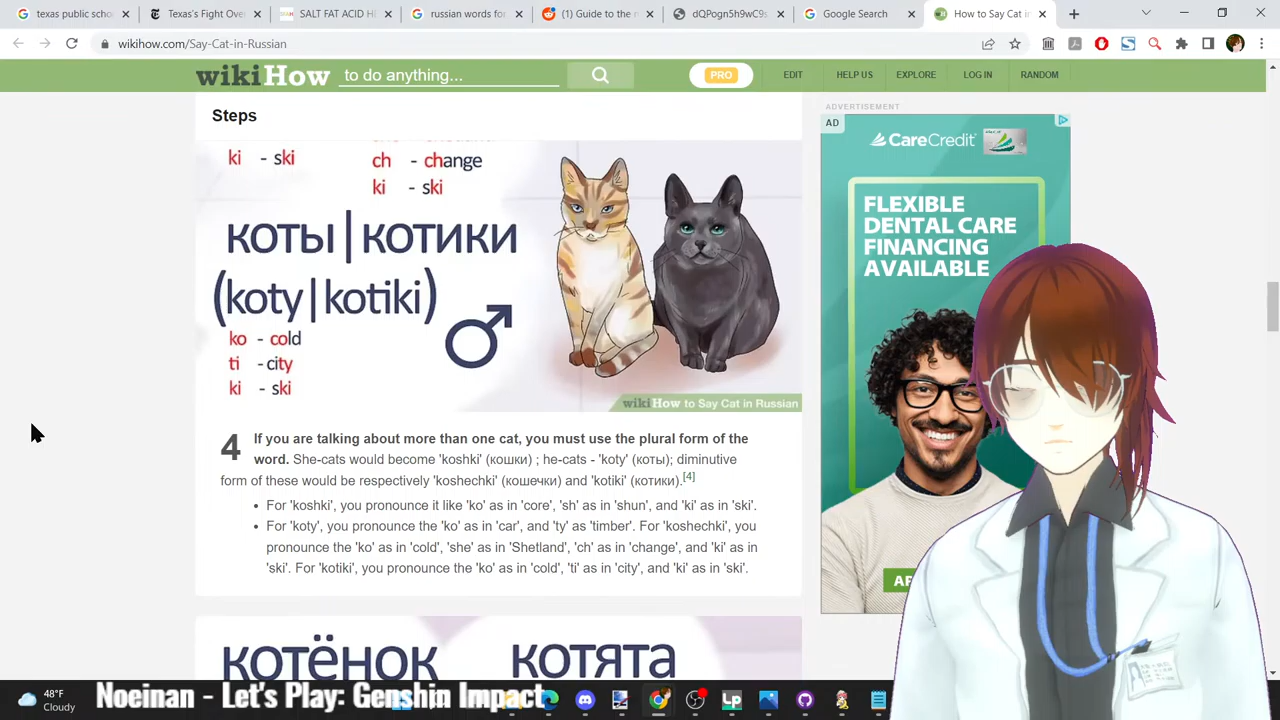 texas public schoo
Texas's Fight Over
SALT FAT ACID HE
russian words for
(1) Guide to the n
dQPogn5h9wC9s
Google Search
How to Say Cat in
wikihow.com/Say-Cat-in-Russian
wikiHow
to do anything...
PRO
EDIT
HELP US
EXPLORE
LOG IN
RANDOM
Steps
ki - ski
ch - change
ki - ski
коты|котики
(koty|kotiki)
ko - cold
ti - city
ki - ski
wikiHow to Say Cat in Russian
4 If you are talking about more than one cat, you must use the plural form of the
word. She-cats would become 'koshki' (кошки) ; he-cats - 'koty' (коты); diminutive
form of these would be respectively 'koshechki' (кошечки) and 'kotiki' (котики).[4]
• For 'koshki', you pronounce it like 'ko' as in 'core', 'sh' as in 'shun', and 'ki' as in 'ski'.
• For 'koty', you pronounce the 'ko' as in 'car', and 'ty' as 'timber'. For 'koshechki', you
pronounce the 'ko' as in 'cold', 'she' as in 'Shetland', 'ch' as in 'change', and 'ki' as in
'ski'. For 'kotiki', you pronounce the 'ko' as in 'cold', 'ti' as in 'city', and 'ki' as in 'ski'.
котёнок
котята
ADVERTISEMENT
AD
CareCredit
FLEXIBLE
DENTAL CARE
FINANCING
AVAILABLE
48°F
Cloudy
Noeinan - Let's Play: Genshin Impact